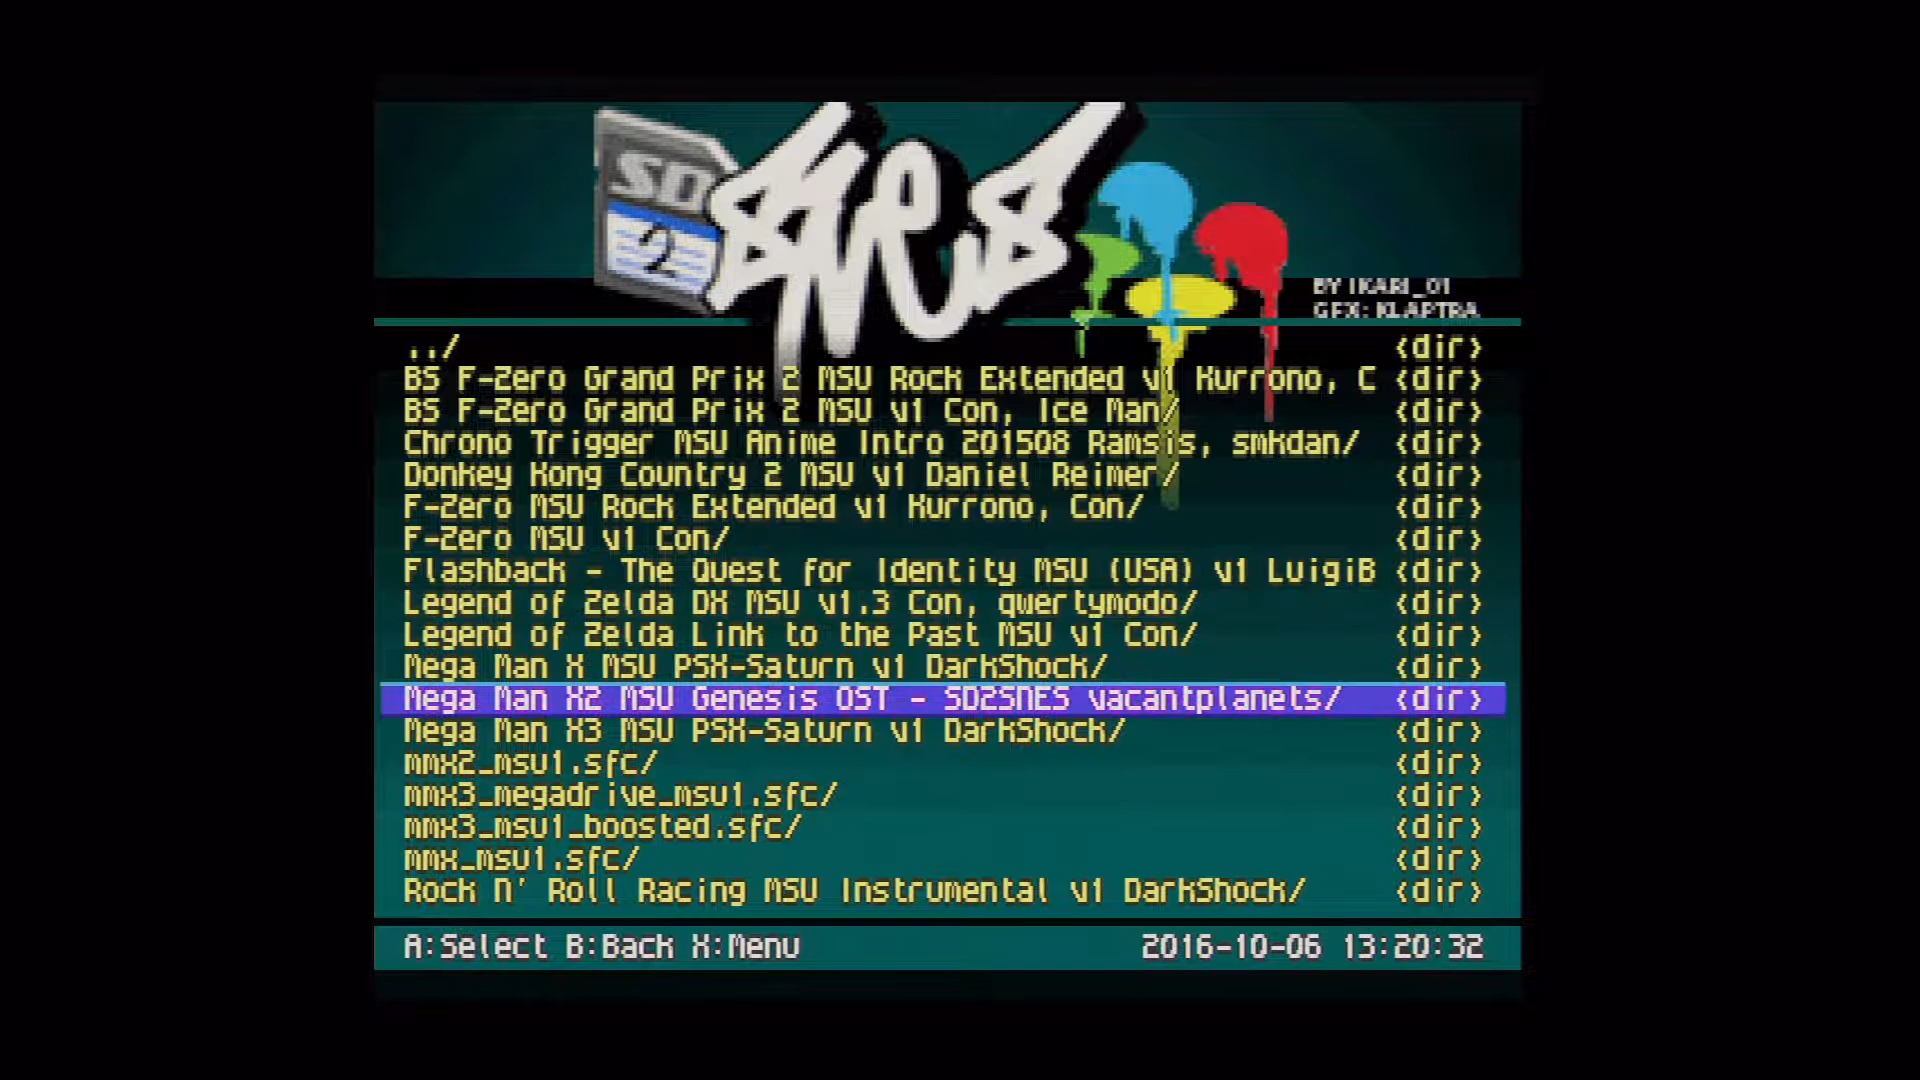 SD
2
SNES
BY IKARI_01
GFX: KLAPTRA
../ <dir>
BS F-Zero Grand Prix 2 MSU Rock Extended v1 Kurrono, C <dir>
BS F-Zero Grand Prix 2 MSU v1 Con, Ice Man/ <dir>
Chrono Trigger MSU Anime Intro 201508 Ramsis, smkdan/ <dir>
Donkey Kong Country 2 MSU v1 Daniel Reimer/ <dir>
F-Zero MSU Rock Extended v1 Kurrono, Con/ <dir>
F-Zero MSU v1 Con/ <dir>
Flashback - The Quest for Identity MSU (USA) v1 LuigiB <dir>
Legend of Zelda DX MSU v1.3 Con, qwertymodo/ <dir>
Legend of Zelda Link to the Past MSU v1 Con/ <dir>
Mega Man X MSU PSX-Saturn v1 DarkShock/ <dir>
Mega Man X2 MSU Genesis OST - SD2SNES vacantplanets/ <dir>
Mega Man X3 MSU PSX-Saturn v1 DarkShock/ <dir>
mmx2_msu1.sfc/ <dir>
mmx3_megadrive_msu1.sfc/ <dir>
mmx3_msu1_boosted.sfc/ <dir>
mmx_msu1.sfc/ <dir>
Rock N' Roll Racing MSU Instrumental v1 DarkShock/ <dir>
A:Select B:Back X:Menu 2016-10-06 13:20:32